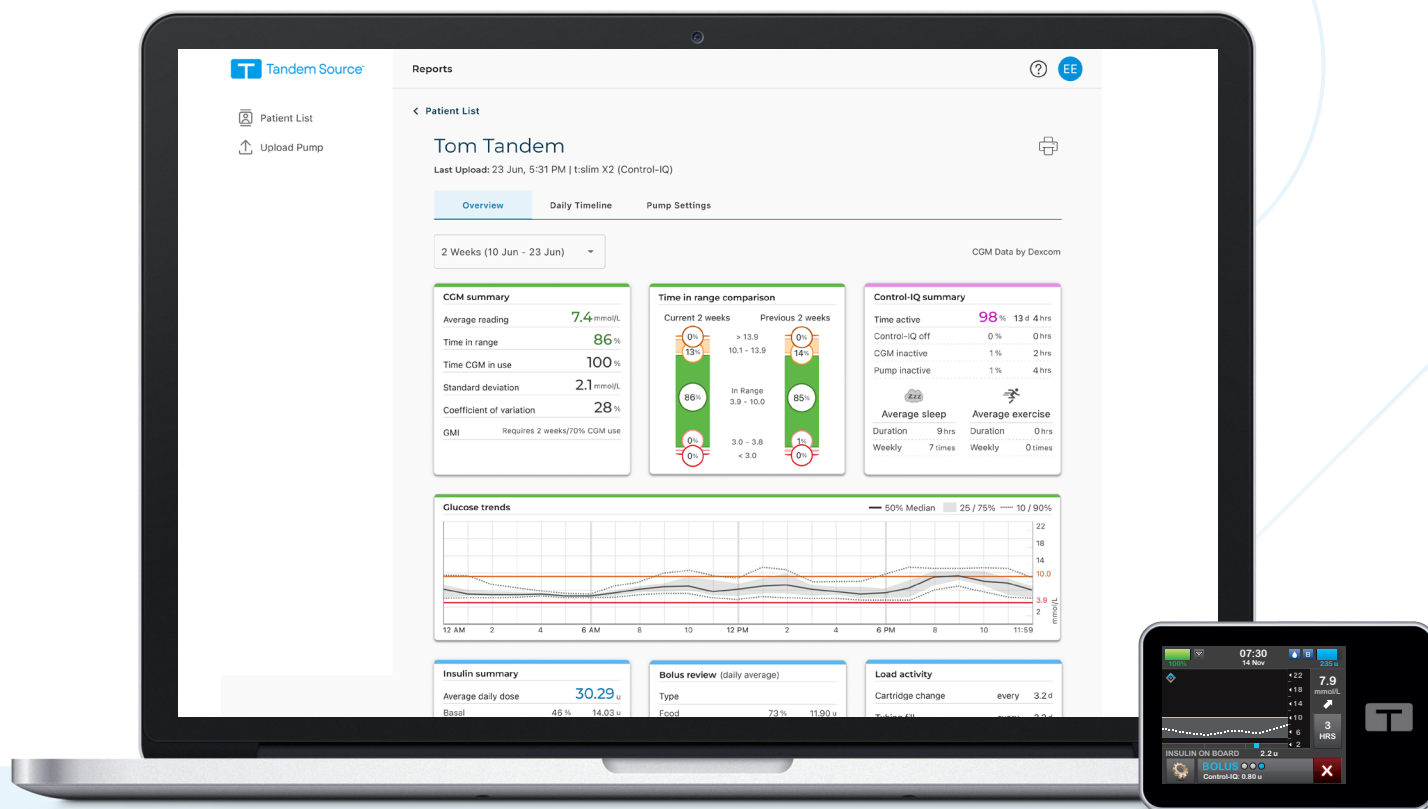 Tandem Source
Reports
EE
Patient List
Upload Pump
Patient List
Tom Tandem
Last Upload: 23 Jun, 5:31 PM | t:slim X2 (Control-IQ)
Overview Daily Timeline Pump Settings
2 Weeks (10 Jun - 23 Jun)
CGM Data by Dexcom
CGM summary
Average reading 7.4 mmol/L
Time in range 86 %
Time CGM in use 100 %
Standard deviation 2.1 mmol/L
Coefficient of variation 28 %
GMI Requires 2 weeks/70% CGM use
Time in range comparison
Current 2 weeks Previous 2 weeks
0% > 13.9 0%
13% 10.1 - 13.9 14%
86% In Range 3.9 - 10.0 85%
0% 3.0 - 3.8 1%
0% < 3.0 0%
Control-IQ summary
Time active 98 % 13 d 4 hrs
Control-IQ off 0 % 0 hrs
CGM inactive 1 % 2 hrs
Pump inactive 1 % 4 hrs
zzz
Average sleep Average exercise
Duration 9 hrs Duration 0 hrs
Weekly 7 times Weekly 0 times
Glucose trends
50% Median 25 / 75% 10 / 90%
22
18
14
10.0
3.9
2
mmol/L
12 AM 2 4 6 AM 8 10 12 PM 2 4 6 PM 8 10 11:59
Insulin summary
Average daily dose 30.29 u
Basal 46 % 14.03 u
Bolus review (daily average)
Type
Food 73 % 11.90 u
Load activity
Cartridge change every 3.2 d
Tubing fill every 3.2 d
100%
07:30
14 Nov
B
235 u
22
18
14
10
6
2
7.9
mmol/L
3
HRS
INSULIN ON BOARD 2.2 u
BOLUS
Control-IQ: 0.80 u
X